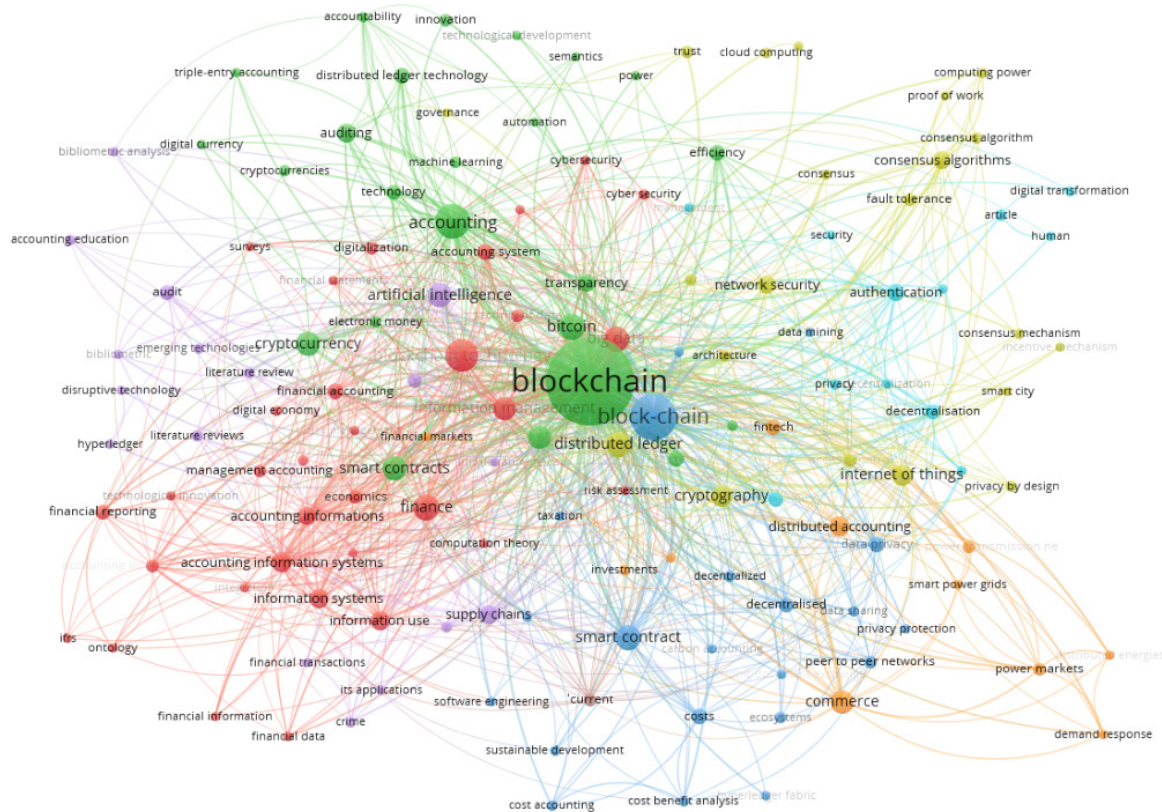 accountability
innovation
technological development
semantics
trust
cloud computing
triple-entry accounting
distributed ledger technology
power
computing power
proof of work
governance
digital currency
auditing
automation
consensus algorithm
bibliometric analysis
cryptocurrencies
machine learning
cybersecurity
efficiency
consensus algorithms
technology
cyber security
consensus
digital transformation
fault tolerance
accounting
article
accounting education
surveys
digitalization
accounting system
security
human
financial statement
transparency
network security
authentication
audit
artificial intelligence
electronic money
bitcoin
data mining
consensus mechanism
incentive mechanism
cryptocurrency
big data
bibliometric
emerging technologies
architecture
literature review
blockchain
disruptive technology
financial accounting
privacy
smart city
digital economy
information management
block-chain
decentralisation
hyperledger
literature reviews
financial markets
distributed ledger
fintech
management accounting
smart contracts
internet of things
technological innovation
economics
risk assessment
cryptography
privacy by design
financial reporting
accounting informations
finance
taxation
distributed accounting
computation theory
data privacy
accounting information systems
investments
decentralized
smart power grids
information systems
decentralised
data sharing
information use
supply chains
privacy protection
ifrs
ontology
smart contract
carbon accounting
financial transactions
peer to peer networks
power markets
its applications
software engineering
'current
commerce
financial information
crime
costs
ecosystems
financial data
demand response
sustainable development
cost accounting
cost benefit analysis
hyperledger fabric